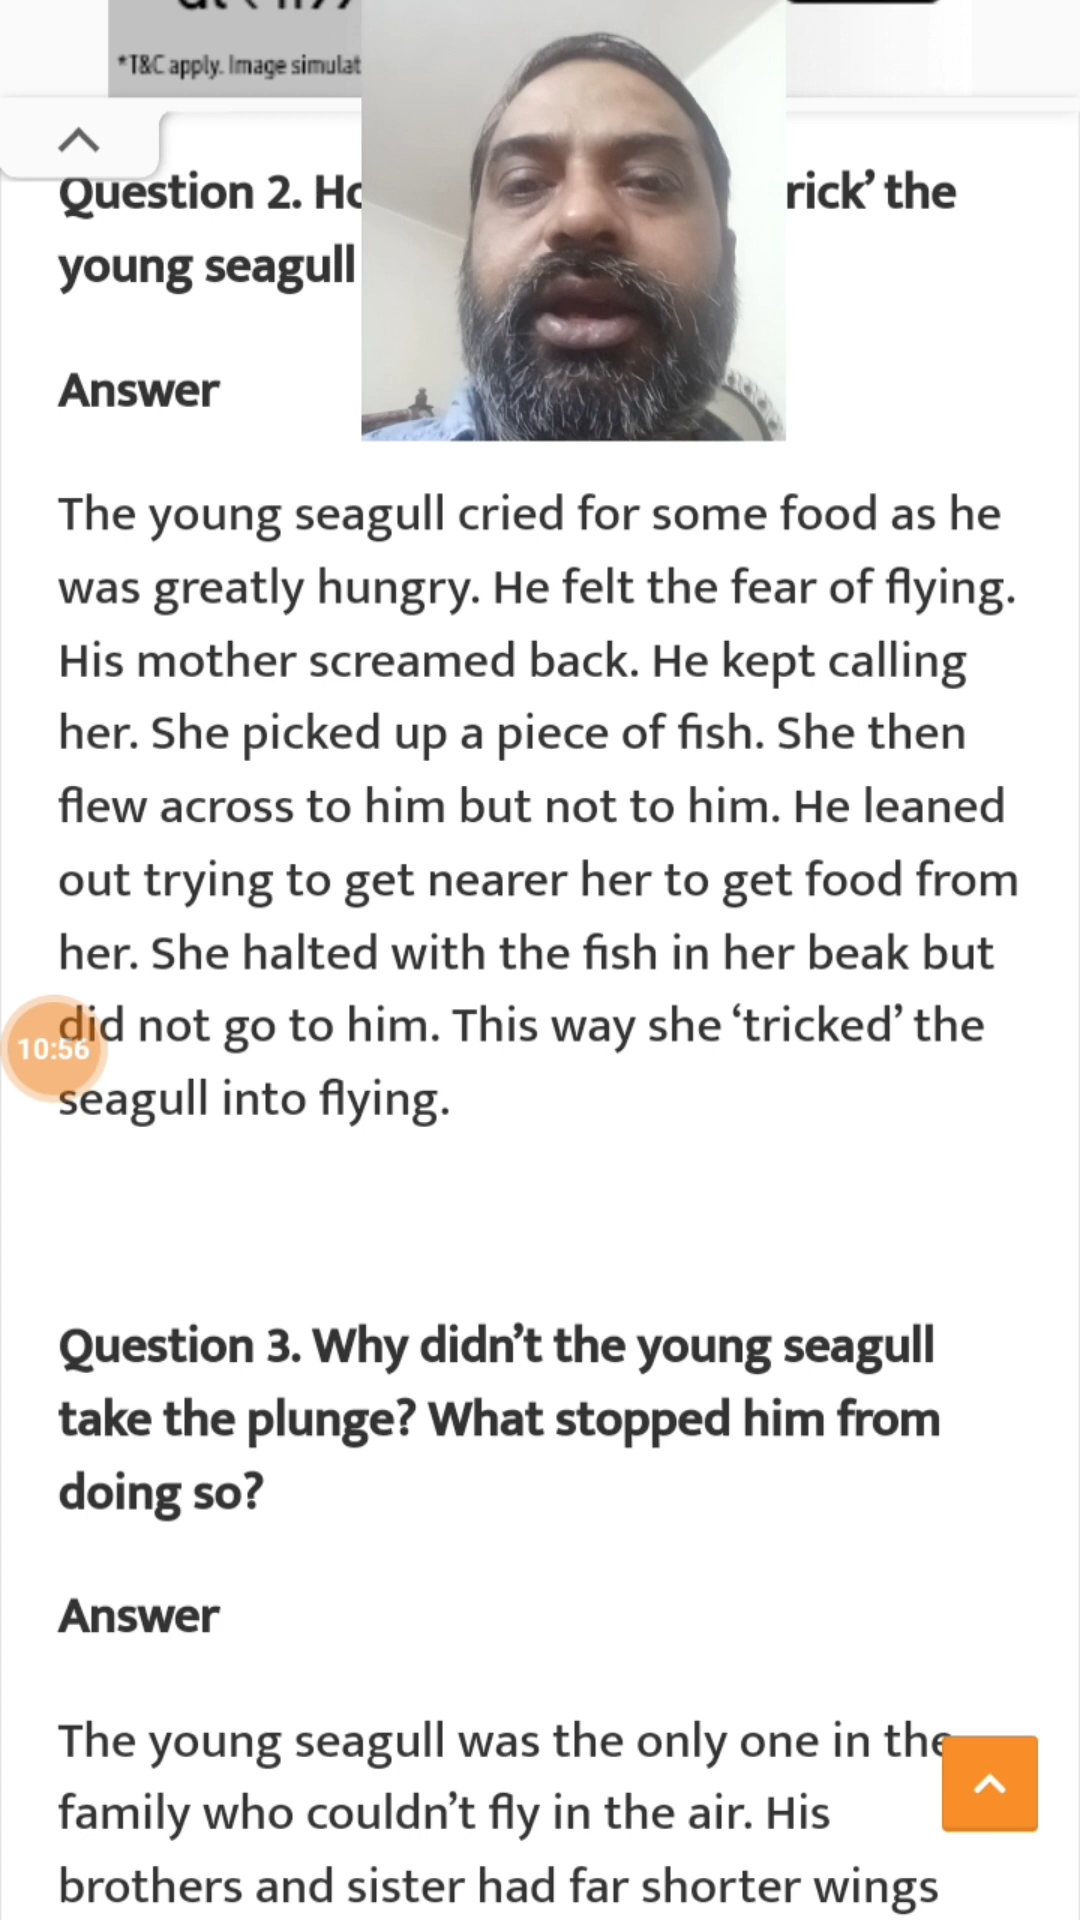 *T&C apply. Image simulat
Question 2. Ho rick’ the
young seagull
Answer
The young seagull cried for some food as he
was greatly hungry. He felt the fear of flying.
His mother screamed back. He kept calling
her. She picked up a piece of fish. She then
flew across to him but not to him. He leaned
out trying to get nearer her to get food from
her. She halted with the fish in her beak but
did not go to him. This way she ‘tricked’ the
10:56
seagull into flying.
Question 3. Why didn’t the young seagull
take the plunge? What stopped him from
doing so?
Answer
The young seagull was the only one in the
family who couldn’t fly in the air. His
brothers and sister had far shorter wings